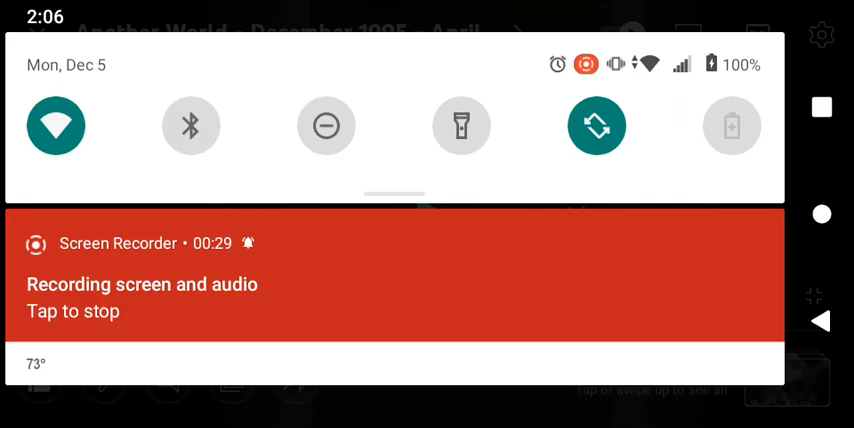 2:06
Another World - December 1995 - April
Mon, Dec 5
100%
Screen Recorder • 00:29
Recording screen and audio
Tap to stop
73°
Tap or swipe up to see all